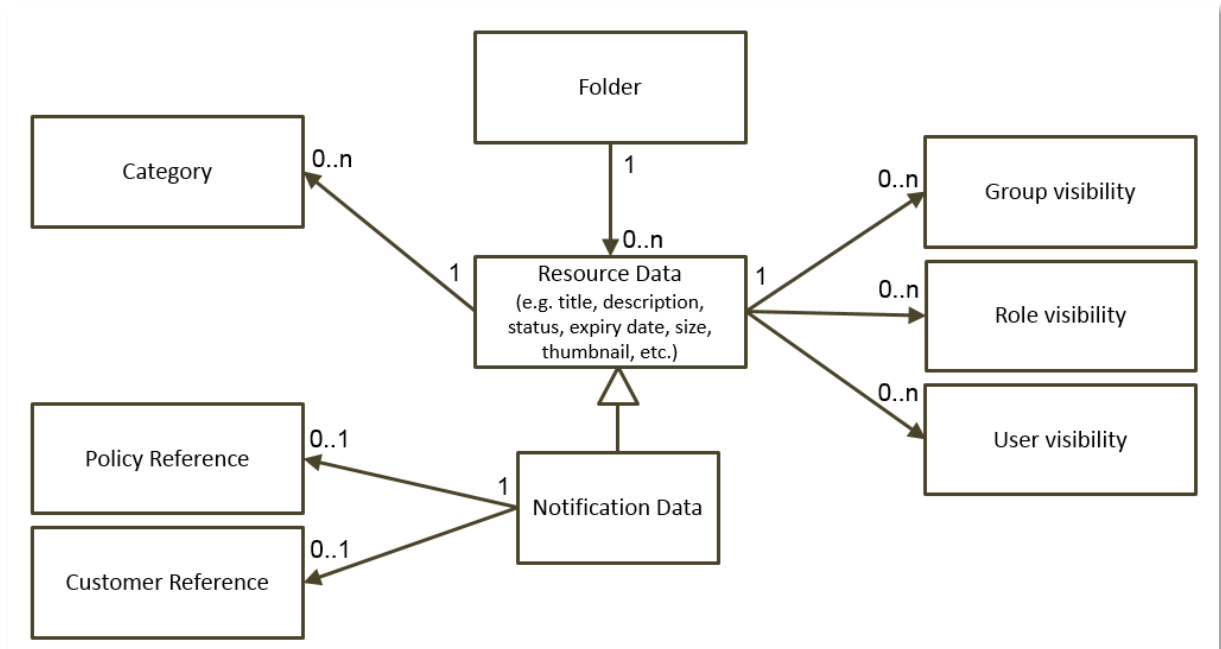 Folder
Category
0..n
1
0..n
Group visibility
0..n
1
Resource Data
(e.g. title, description,
status, expiry date, size,
thumbnail, etc.)
1
0..n
Role visibility
0..n
User visibility
Policy Reference
0..1
1
Notification Data
0..1
Customer Reference